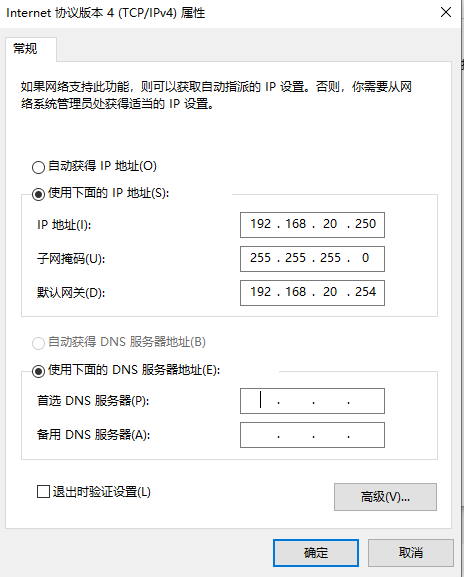 Internet 协议版本 4 (TCP/IPv4) 属性
常规
如果网络支持此功能，则可以获取自动指派的 IP 设置。否则，你需要从网
络系统管理员处获得适当的 IP 设置。
自动获得 IP 地址(O)
使用下面的 IP 地址(S):
IP 地址(I): 192 . 168 . 20 . 250
子网掩码(U): 255 . 255 . 255 . 0
默认网关(D): 192 . 168 . 20 . 254
自动获得 DNS 服务器地址(B)
使用下面的 DNS 服务器地址(E):
首选 DNS 服务器(P): . . .
备用 DNS 服务器(A): . . .
退出时验证设置(L)
高级(V)...
确定 取消